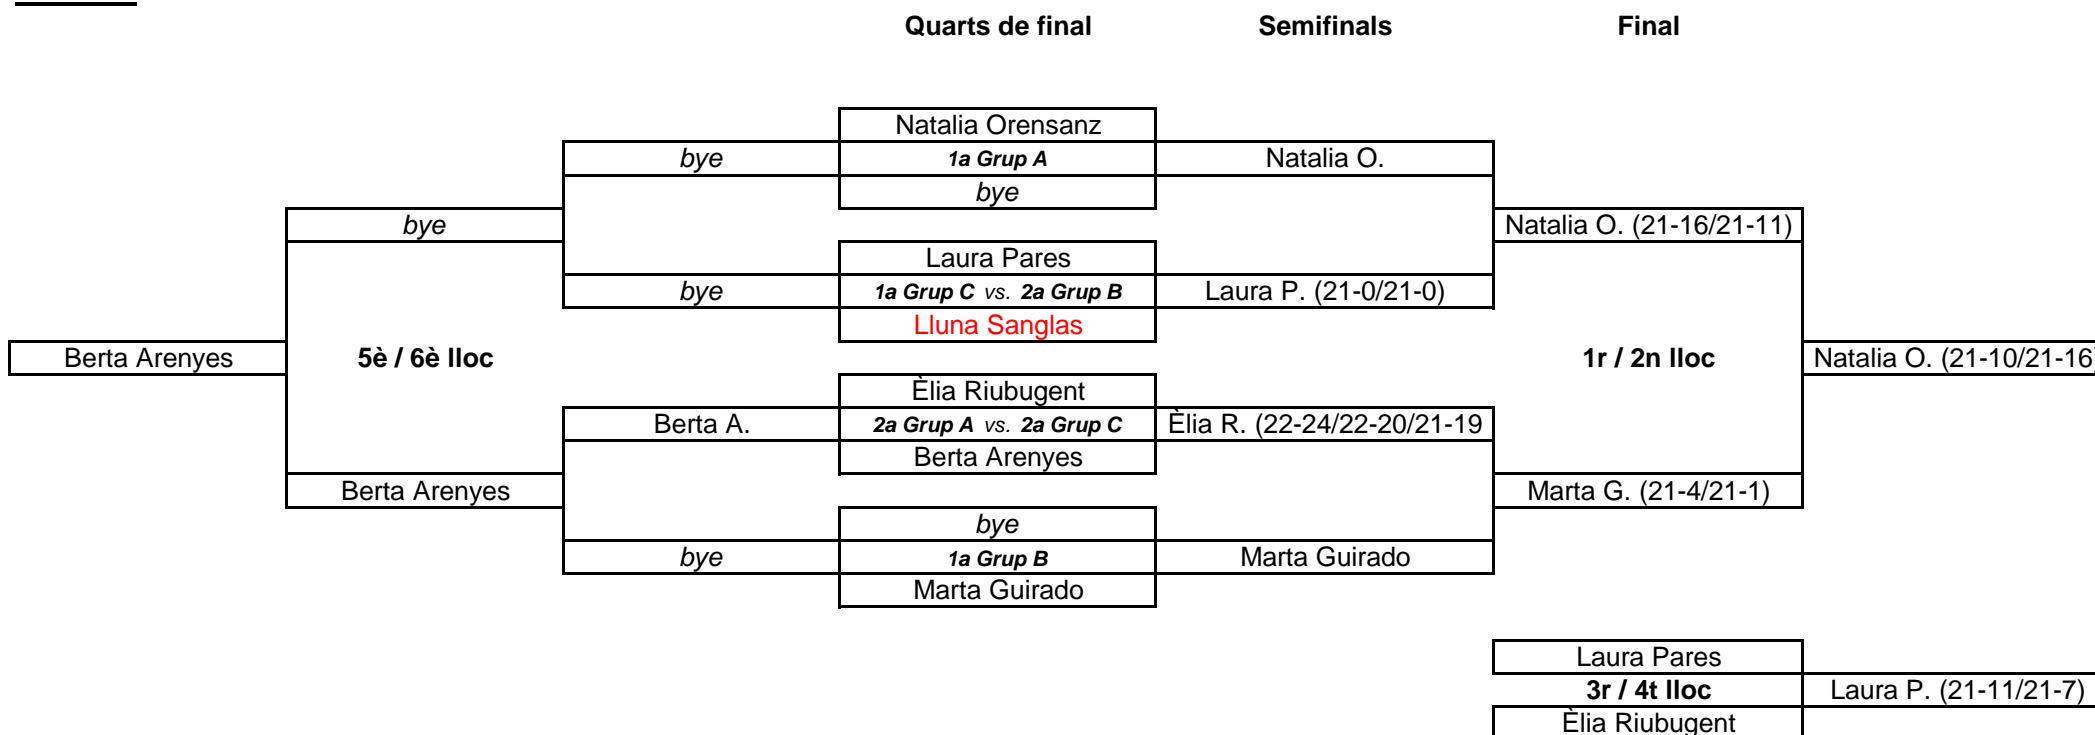 Quarts de final Semifinals Final
Natalia Orensanz
bye 1a Grup A Natalia O.
bye
bye Natalia O. (21-16/21-11)
Laura Pares
bye 1a Grup C vs. 2a Grup B Laura P. (21-0/21-0)
Lluna Sanglas
Berta Arenyes 5è / 6è lloc 1r / 2n lloc Natalia O. (21-10/21-16)
Èlia Riubugent
Berta A. 2a Grup A vs. 2a Grup C Èlia R. (22-24/22-20/21-19
Berta Arenyes
Berta Arenyes Marta G. (21-4/21-1)
bye
bye 1a Grup B Marta Guirado
Marta Guirado
Laura Pares
3r / 4t lloc Laura P. (21-11/21-7)
Èlia Riubugent